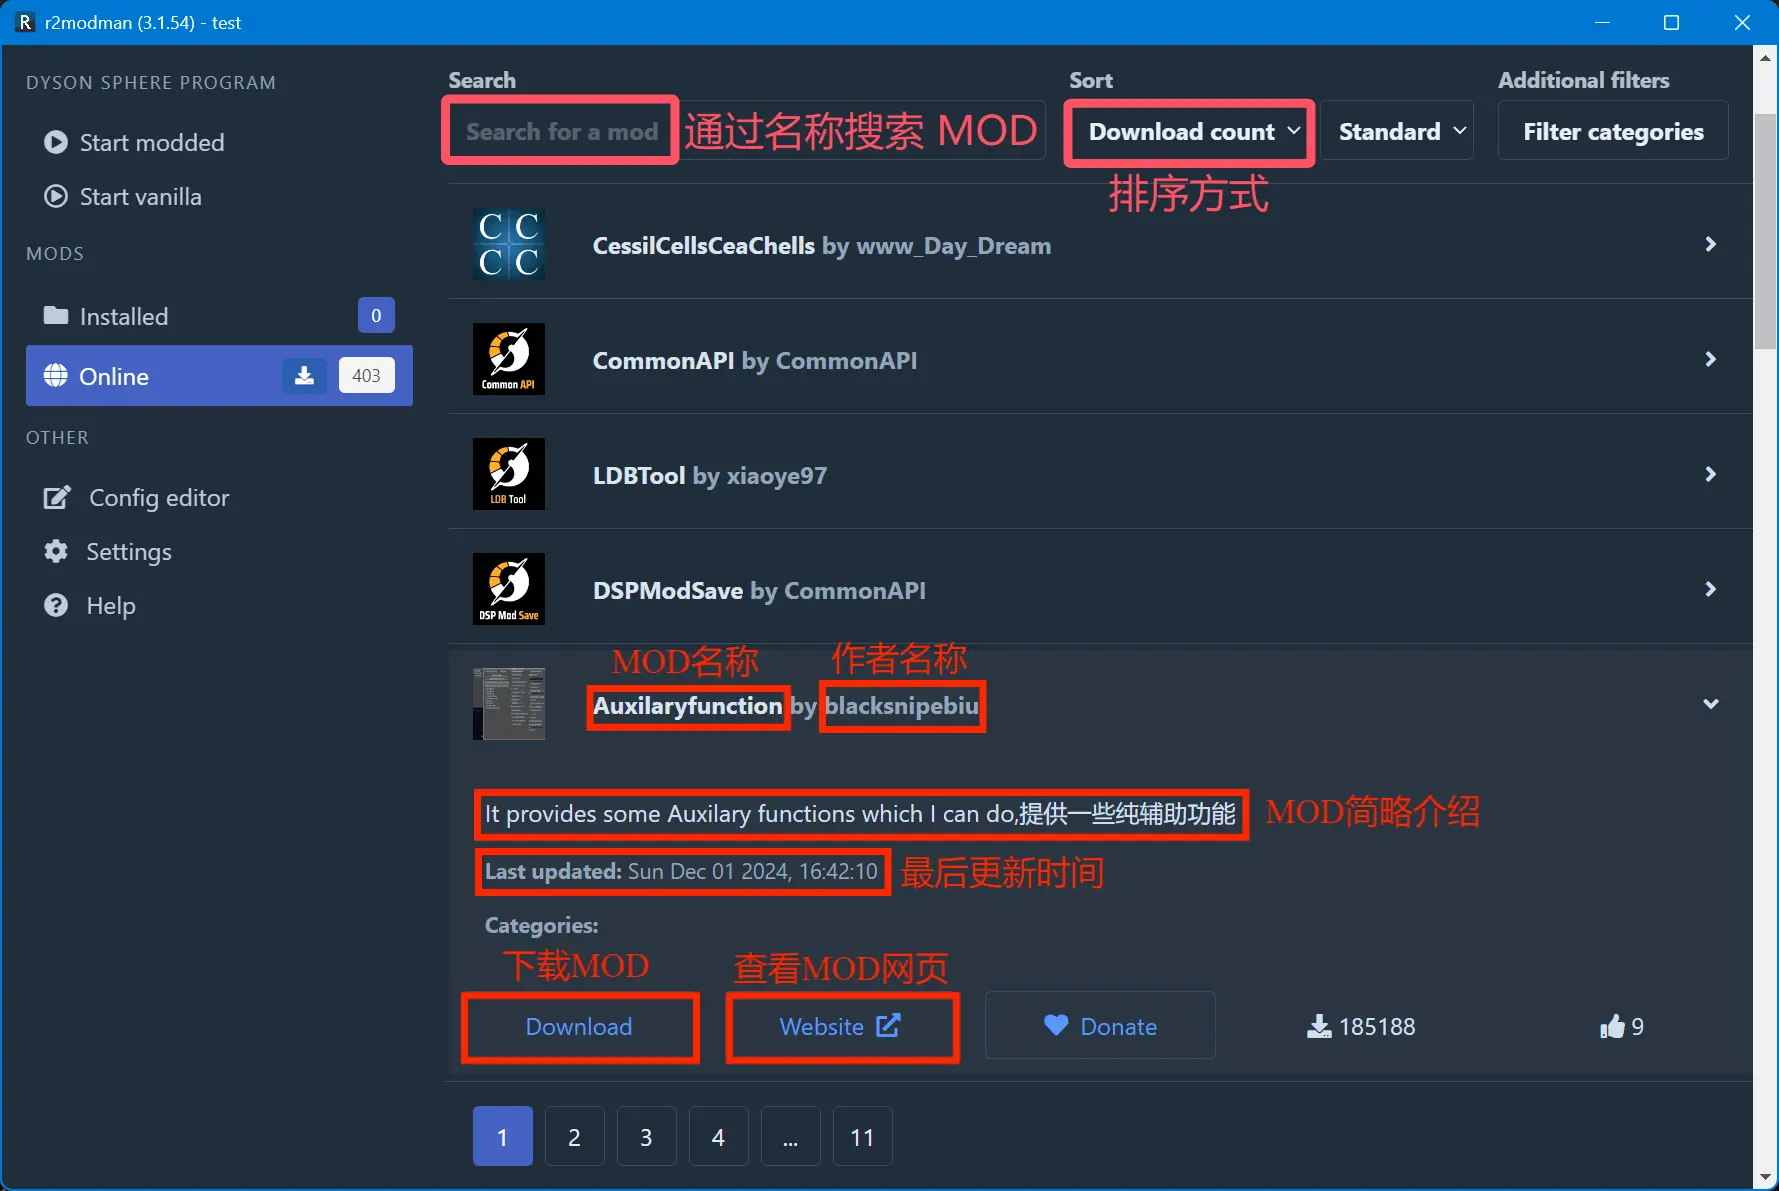 r2modman (3.1.54) - test
DYSON SPHERE PROGRAM
Start modded
Start vanilla
MODS
Installed 0
Online 403
OTHER
Config editor
Settings
Help
Search
Sort
Additional filters
Search for a mod 通过名称搜索 MOD
Download count
Standard
Filter categories
排序方式
C C
C C
CessilCellsCeaChells by www_Day_Dream
Common API
CommonAPI by CommonAPI
LDB Tool
LDBTool by xiaoye97
DSP Mod Save
DSPModSave by CommonAPI
MOD名称 作者名称
Auxilaryfunction by blacksnipebiu
It provides some Auxilary functions which I can do,提供一些纯辅助功能 MOD简略介绍
Last updated: Sun Dec 01 2024, 16:42:10 最后更新时间
Categories:
下载MOD 查看MOD网页
Download
Website
Donate
185188
9
1 2 3 4 ... 11